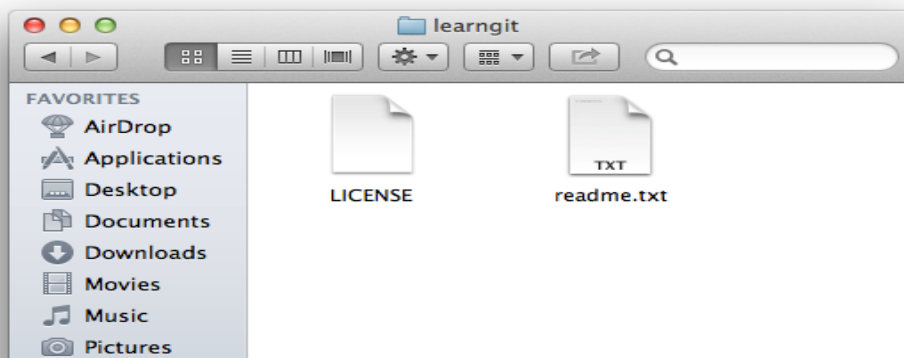 learngit
FAVORITES
AirDrop
Applications
Desktop
Documents
Downloads
Movies
Music
Pictures
LICENSE
TXT
readme.txt